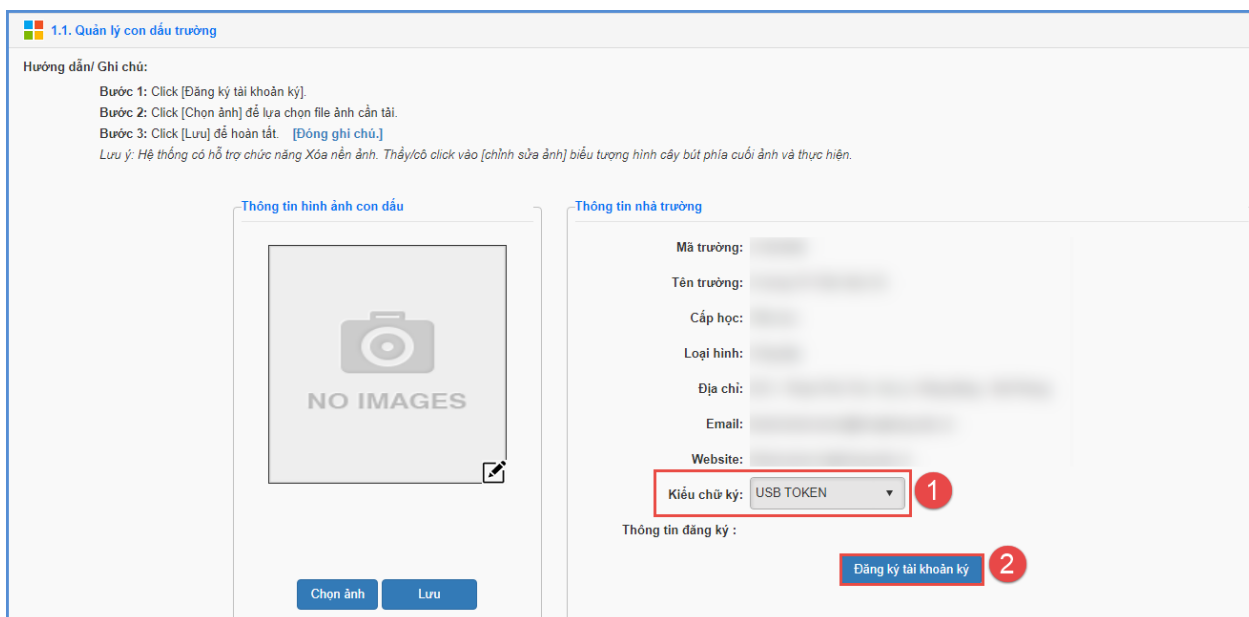 1.1. Quản lý con dấu trường
Hướng dẫn/ Ghi chú:
Bước 1: Click [Đăng ký tài khoản ký].
Bước 2: Click [Chọn ảnh] để lựa chọn file ảnh cần tải.
Bước 3: Click [Lưu] để hoàn tất. [Đóng ghi chú.]
Lưu ý: Hệ thống có hỗ trợ chức năng Xóa nền ảnh. Thầy/cô click vào [chỉnh sửa ảnh] biểu tượng hình cây bút phía cuối ảnh và thực hiện.
Thông tin hình ảnh con dấu
NO IMAGES
Chọn ảnh
Lưu
Thông tin nhà trường
Mã trường:
Tên trường:
Cấp học:
Loại hình:
Địa chỉ:
Email:
Website:
Kiểu chữ ký: USB TOKEN
1
Thông tin đăng ký :
Đăng ký tài khoản ký
2